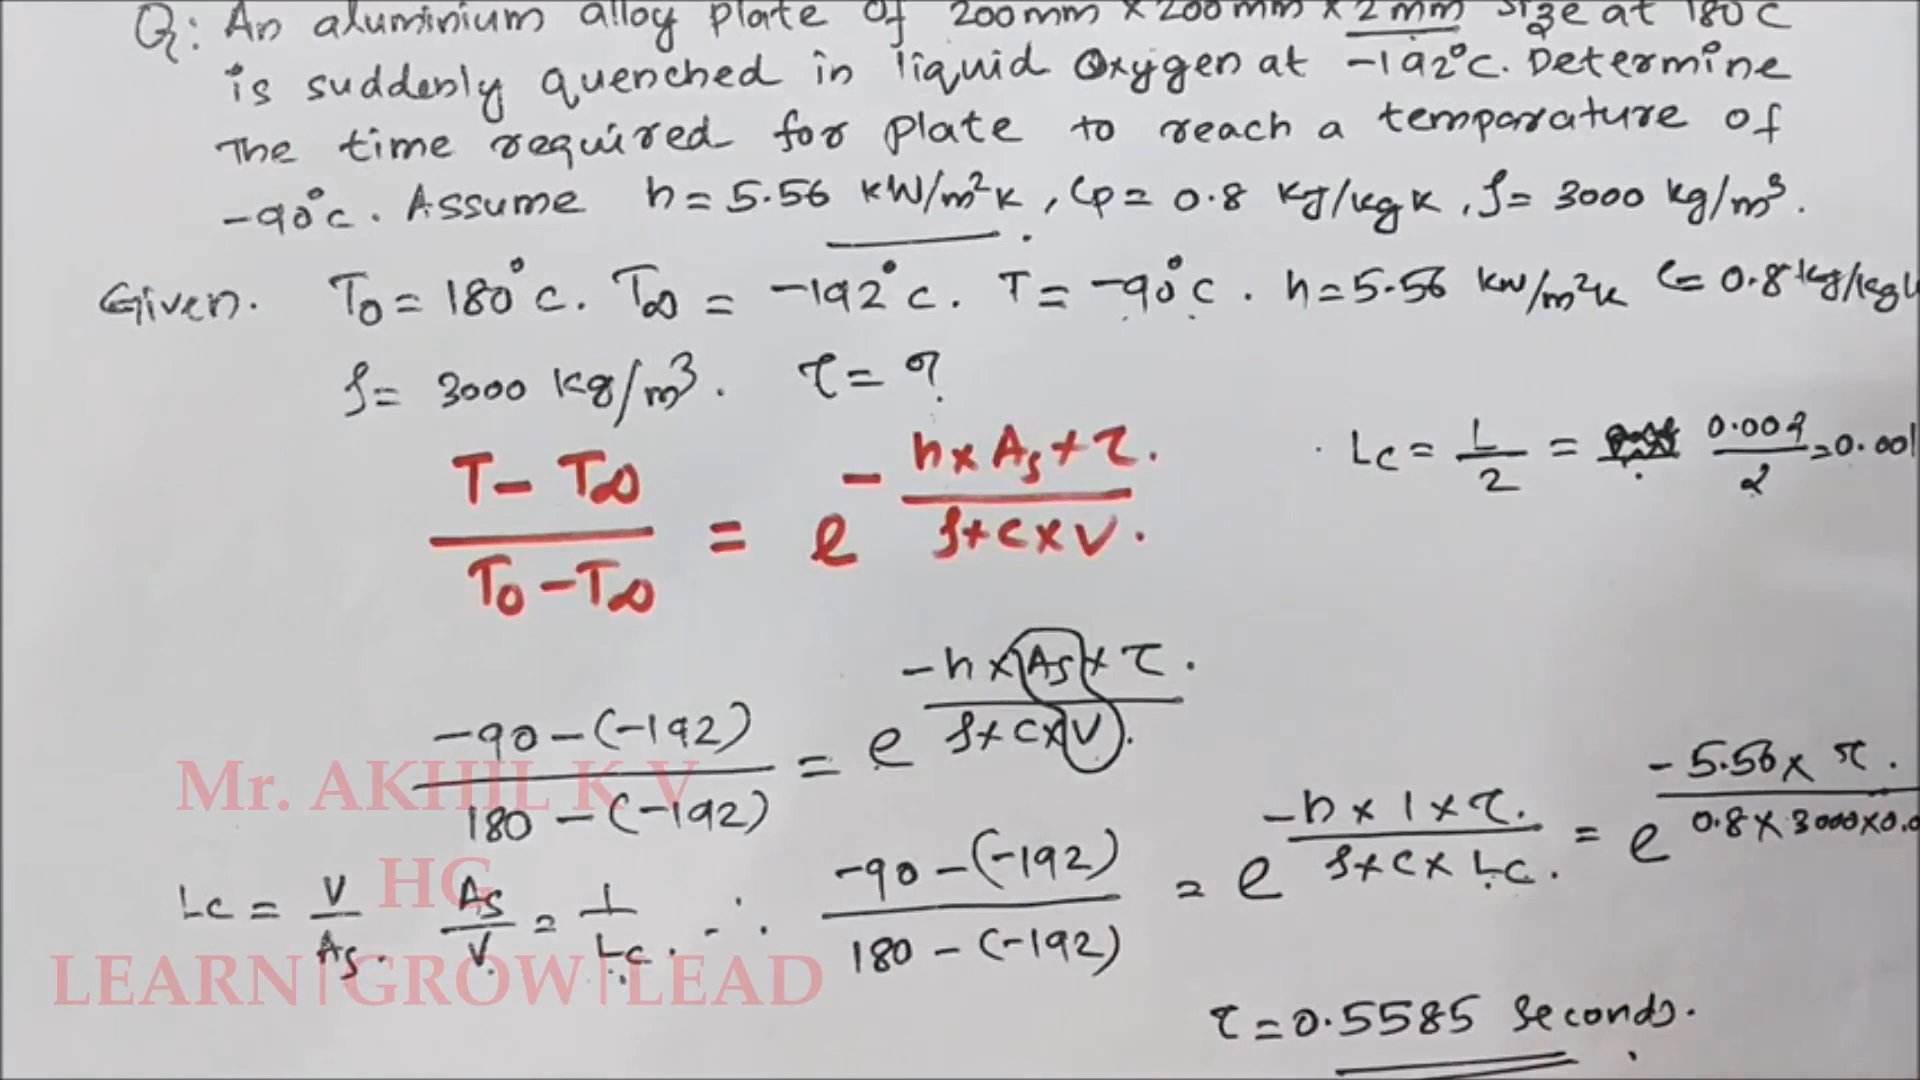 Q: An aluminium alloy plate of 200mm × 200mm × 2mm size at 180°C
is suddenly quenched in liquid Oxygen at -192°C. Determine
The time required for plate to reach a temparature of
-90°C. Assume h = 5.56 kW/m²k, Cp = 0.8 kJ/kgk, ρ = 3000 kg/m³.
Given. T₀ = 180°C. T∞ = -192°C. T = -90°C. h = 5.56 kW/m²k C = 0.8 kJ/kgk
ρ = 3000 kg/m³. τ = ?
Lc = L/2 = 0.002/2 = 0.001
(T - T∞)/(T₀ - T∞) = e^(-(h × As × τ)/(ρ × C × V)).
(-90 - (-192))/(180 - (-192)) = e^((-h × As × τ)/(ρ × C × V)).
Lc = V/As. As/V = 1/Lc. ∴ (-90 - (-192))/(180 - (-192)) = e^((-h × 1 × τ)/(ρ × C × Lc)). = e^((-5.56 × τ)/(0.8 × 3000 × 0.0
τ = 0.5585 Seconds.
Mr. AKHIL K V
HG
LEARN|GROW|LEAD